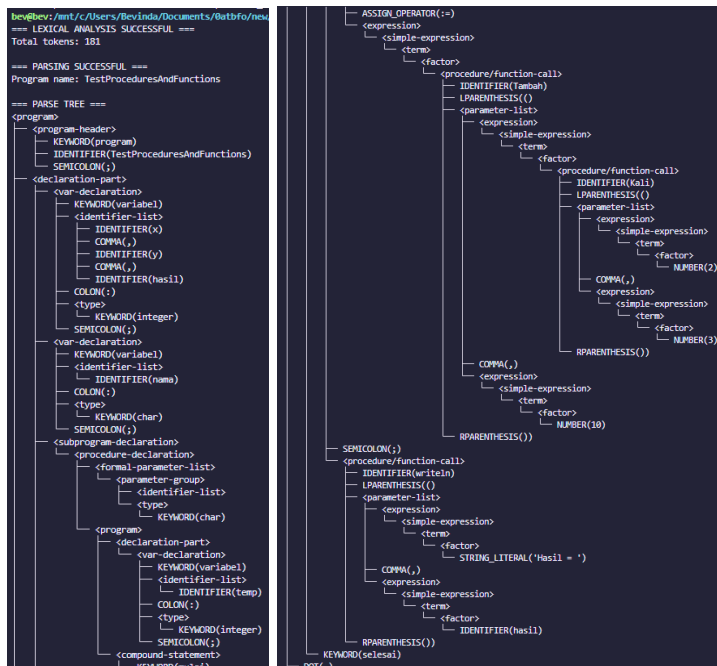 bev@bev:/mnt/c/Users/Bevinda/Documents/0atbfo/new/
=== LEXICAL ANALYSIS SUCCESSFUL ===
Total tokens: 181
=== PARSING SUCCESSFUL ===
Program name: TestProceduresAndFunctions
=== PARSE TREE ===
<program>
<program-header>
KEYWORD(program)
IDENTIFIER(TestProceduresAndFunctions)
SEMICOLON(;)
<declaration-part>
<var-declaration>
KEYWORD(variabel)
<identifier-list>
IDENTIFIER(x)
COMMA(,)
IDENTIFIER(y)
COMMA(,)
IDENTIFIER(hasil)
COLON(:)
<type>
KEYWORD(integer)
SEMICOLON(;)
<var-declaration>
KEYWORD(variabel)
<identifier-list>
IDENTIFIER(nama)
COLON(:)
<type>
KEYWORD(char)
SEMICOLON(;)
<subprogram-declaration>
<procedure-declaration>
<formal-parameter-list>
<parameter-group>
<identifier-list>
<type>
KEYWORD(char)
<program>
<declaration-part>
<var-declaration>
KEYWORD(variabel)
<identifier-list>
IDENTIFIER(temp)
COLON(:)
<type>
KEYWORD(integer)
SEMICOLON(;)
<compound-statement>
ASSIGN_OPERATOR(:=)
<expression>
<simple-expression>
<term>
<factor>
<procedure/function-call>
IDENTIFIER(Tambah)
LPARENTHESIS(()
<parameter-list>
<expression>
<simple-expression>
<term>
<factor>
<procedure/function-call>
IDENTIFIER(Kali)
LPARENTHESIS(()
<parameter-list>
<expression>
<simple-expression>
<term>
<factor>
NUMBER(2)
COMMA(,)
<expression>
<simple-expression>
<term>
<factor>
NUMBER(3)
RPARENTHESIS())
COMMA(,)
<expression>
<simple-expression>
<term>
<factor>
NUMBER(10)
RPARENTHESIS())
SEMICOLON(;)
<procedure/function-call>
IDENTIFIER(writeln)
LPARENTHESIS(()
<parameter-list>
<expression>
<simple-expression>
<term>
<factor>
STRING_LITERAL('Hasil = ')
COMMA(,)
<expression>
<simple-expression>
<term>
<factor>
IDENTIFIER(hasil)
RPARENTHESIS())
KEYWORD(selesai)